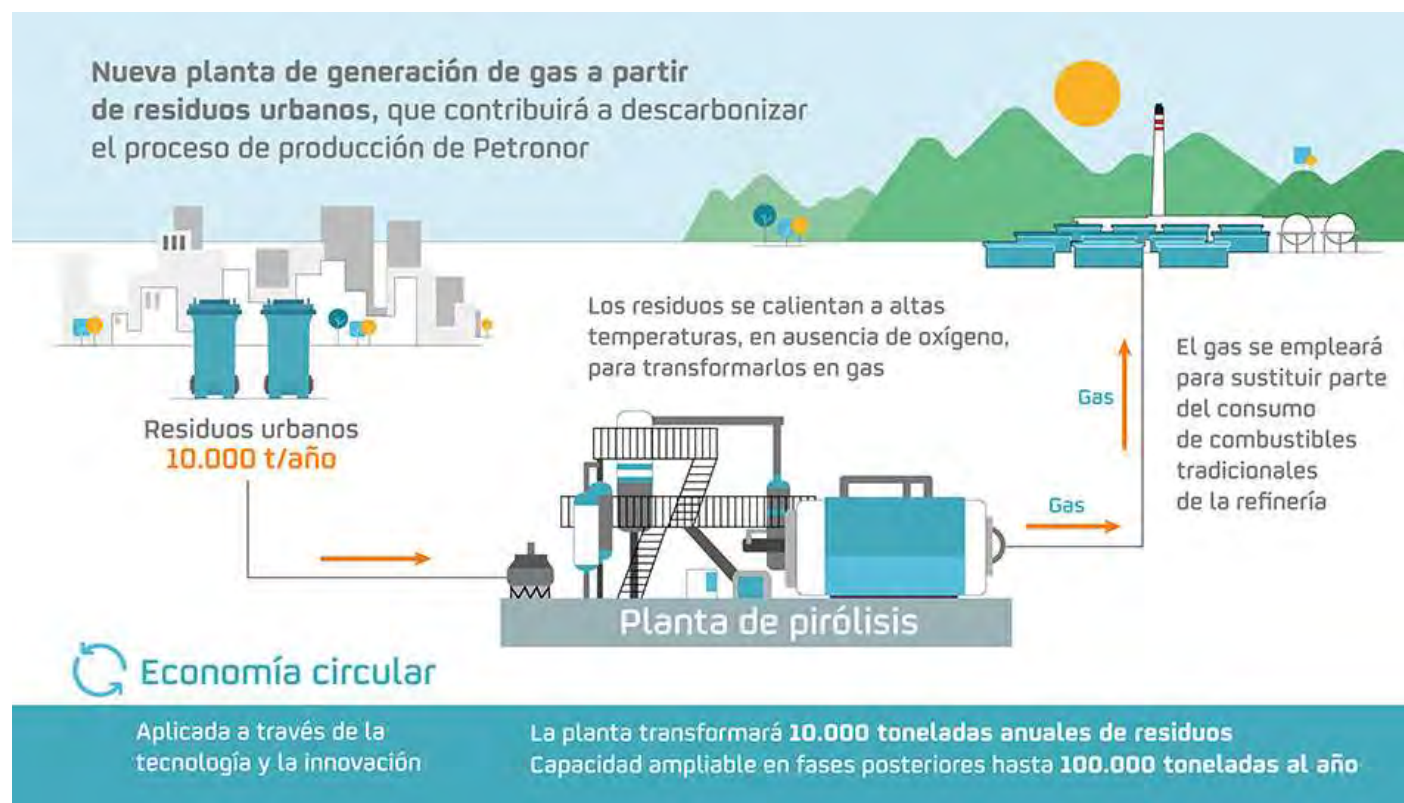 Nueva planta de generación de gas a partir
de residuos urbanos, que contribuirá a descarbonizar
el proceso de producción de Petronor
Los residuos se calientan a altas
temperaturas, en ausencia de oxígeno,
para transformarlos en gas
El gas se empleará
para sustituir parte
del consumo
de combustibles
tradicionales
de la refinería
Gas
Residuos urbanos
10.000 t/año
Gas
Planta de pirólisis
Economía circular
Aplicada a través de la
tecnología y la innovación
La planta transformará 10.000 toneladas anuales de residuos
Capacidad ampliable en fases posteriores hasta 100.000 toneladas al año